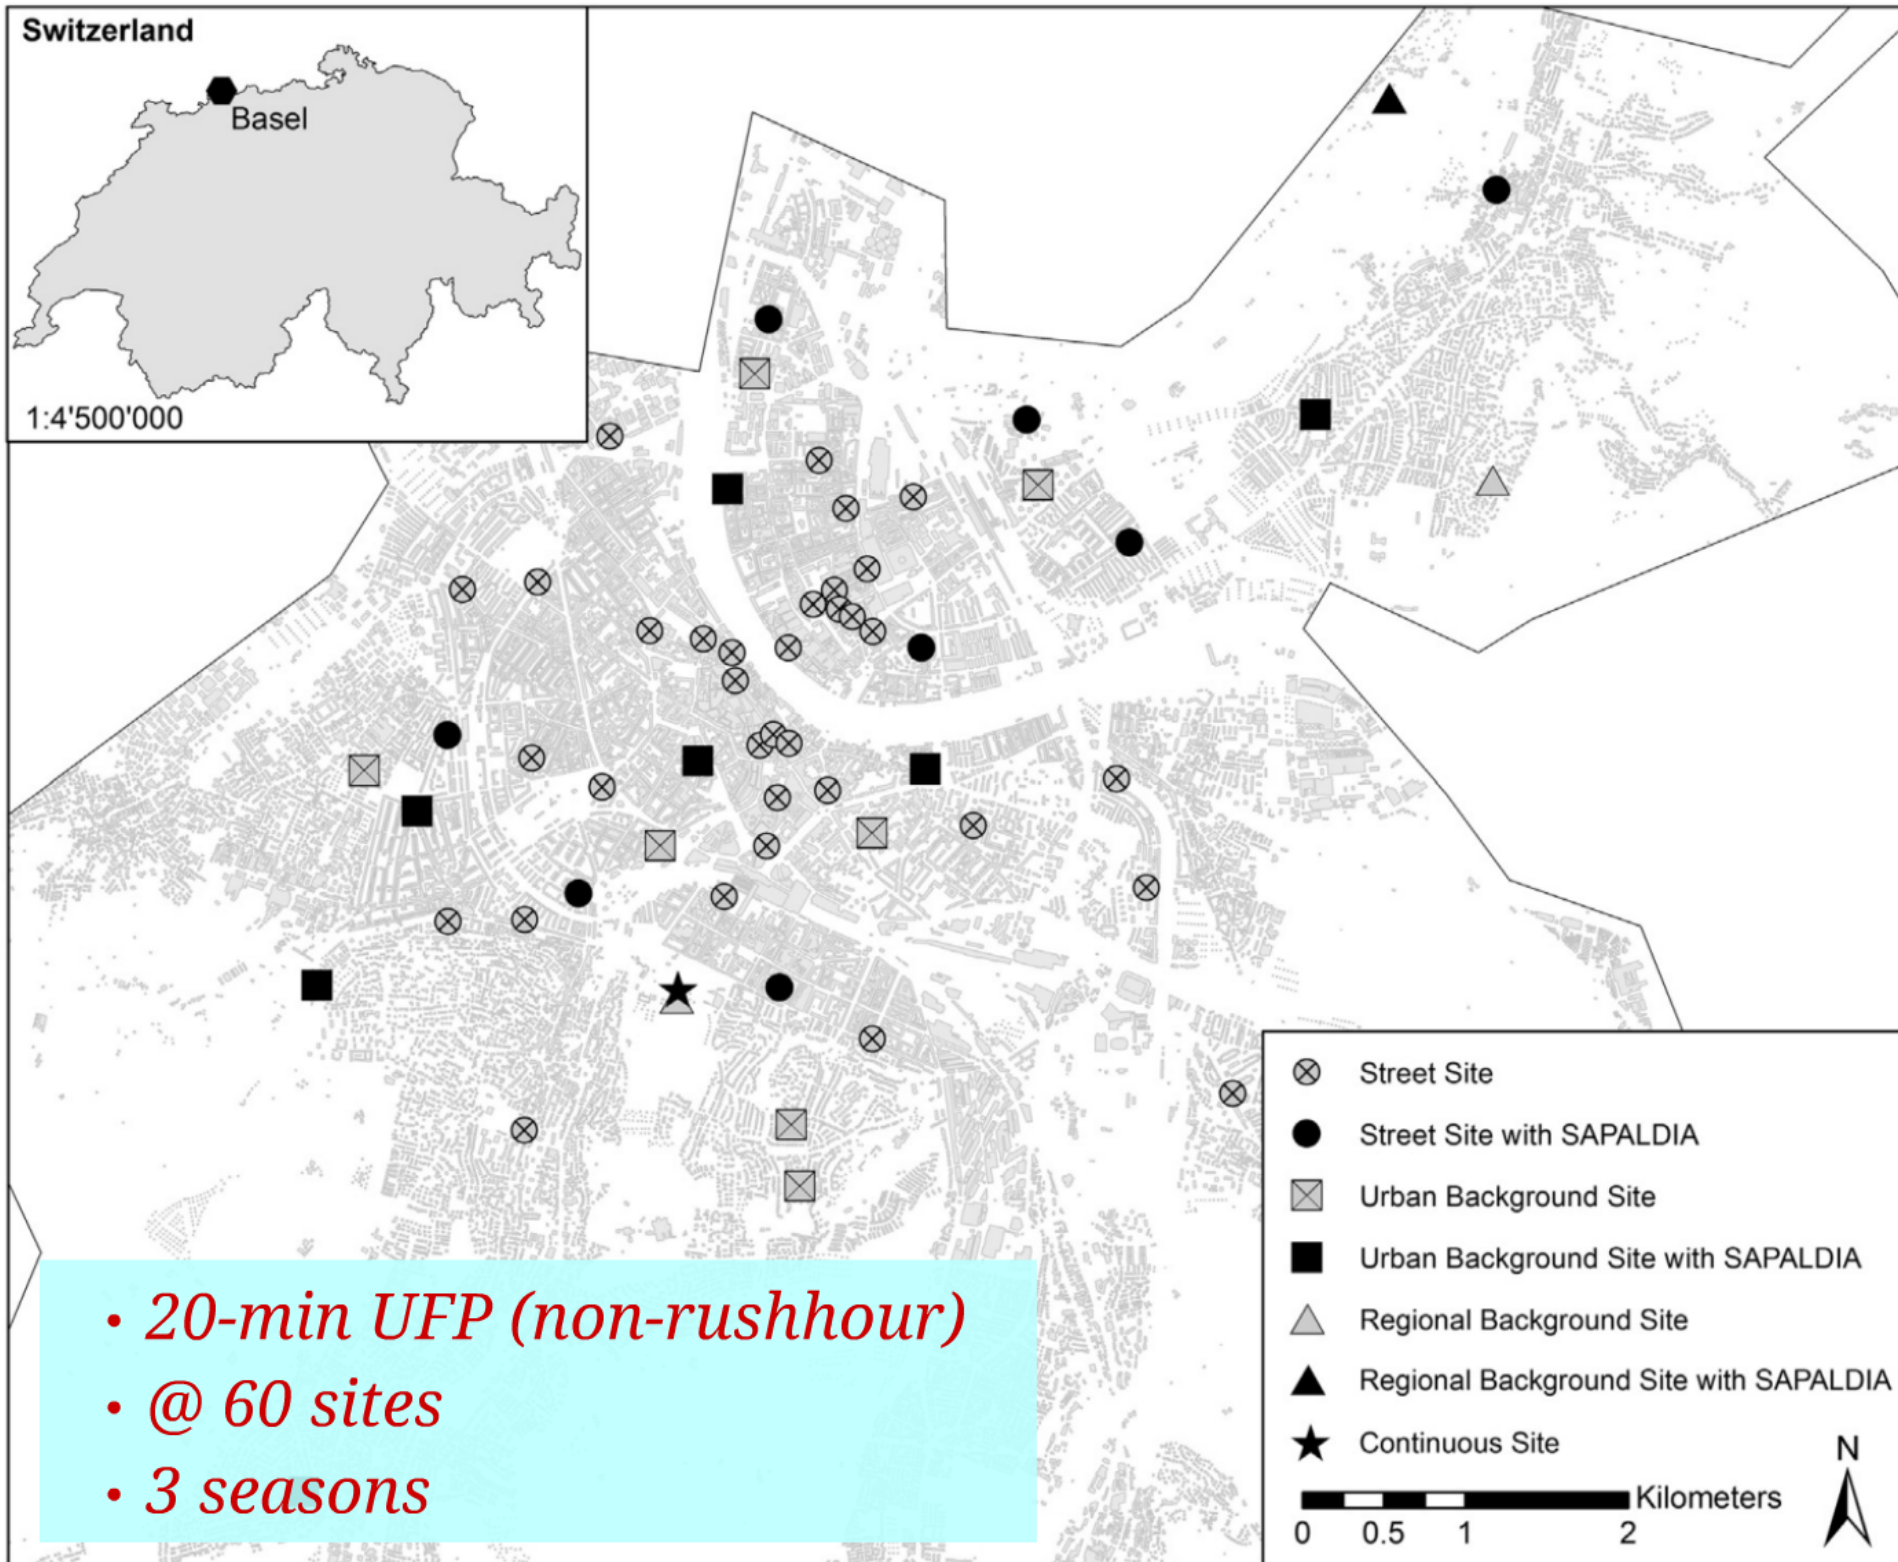 Switzerland
Basel
1:4'500'000
Street Site
Street Site with SAPALDIA
Urban Background Site
Urban Background Site with SAPALDIA
Regional Background Site
Regional Background Site with SAPALDIA
Continuous Site
N
Kilometers
0 0.5 1 2
• 20-min UFP (non-rushhour)
• @ 60 sites
• 3 seasons